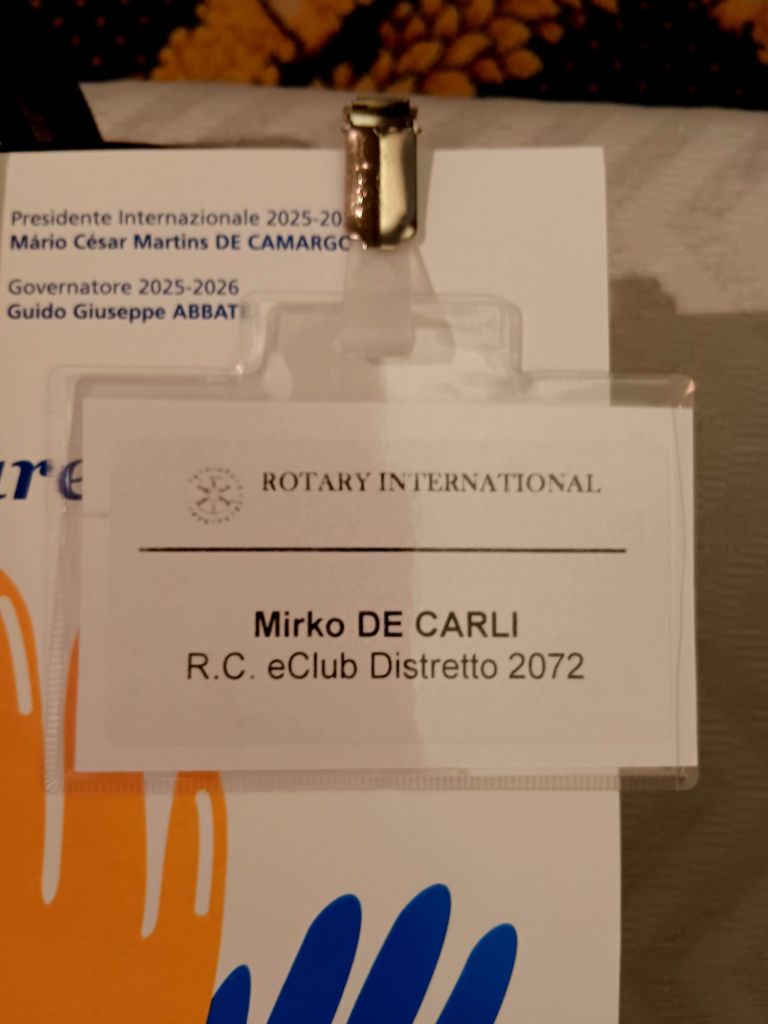 Presidente Internazionale 2025-20
Mário César Martins DE CAMARGO
Governatore 2025-2026
Guido Giuseppe ABBATE
ROTARY INTERNATIONAL
Mirko DE CARLI
R.C. eClub Distretto 2072